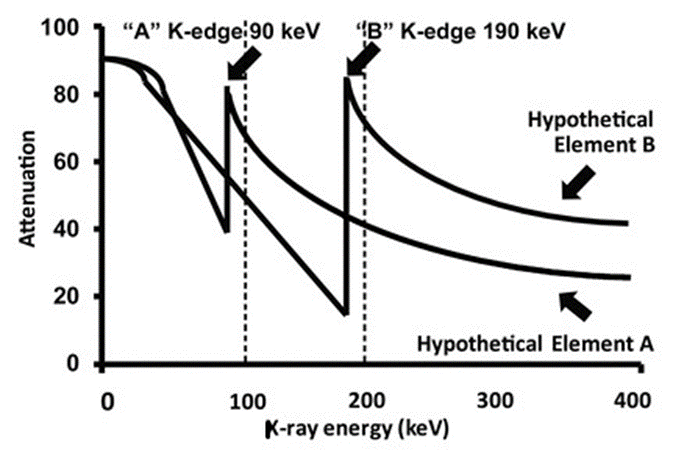 100
"A" K-edge 90 keV
"B" K-edge 190 keV
80
Hypothetical
Element B
60
Attenuation
40
20
Hypothetical Element A
0
0 100 200 300 400
X-ray energy (keV)